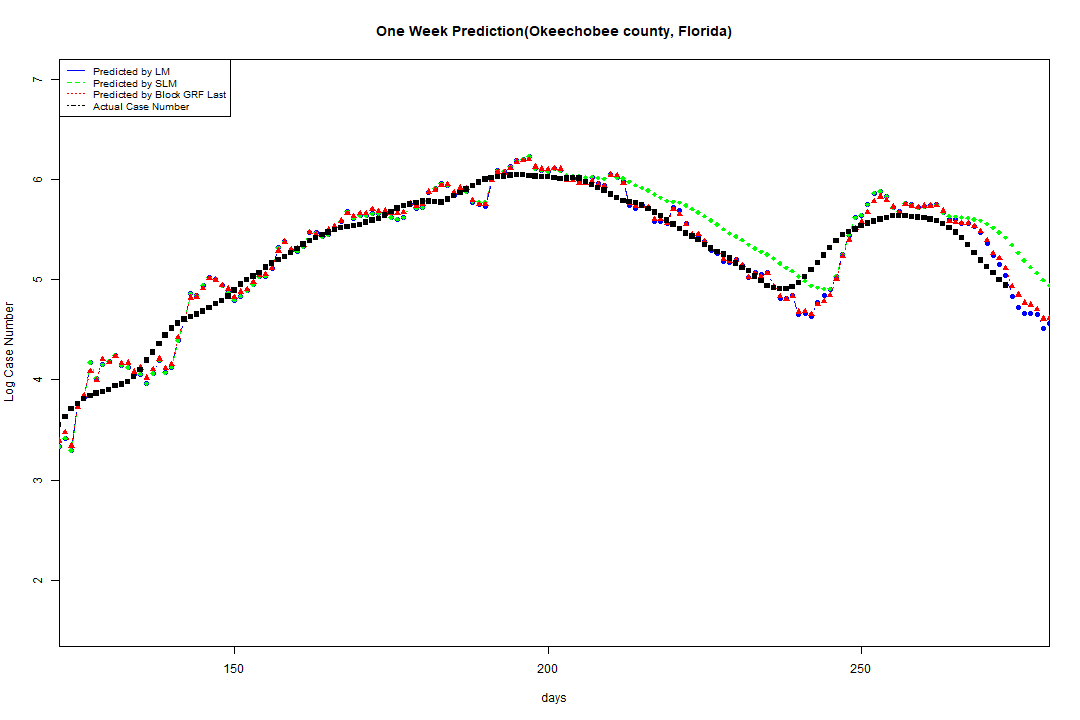 One Week Prediction(Okeechobee county, Florida)
Predicted by LM
Predicted by SLM
Predicted by Block GRF Last
Actual Case Number
7
6
5
4
3
2
Log Case Number
150
200
250
days